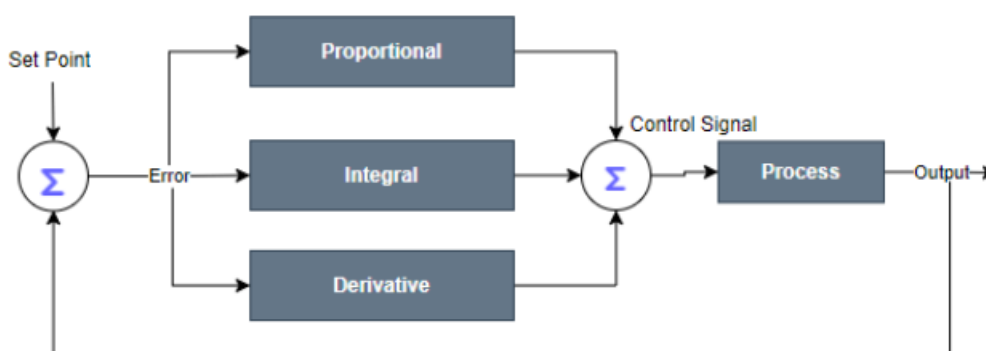 Proportional
Set Point
Control Signal
Σ
Error
Integral
Σ
Process
Output
Derivative